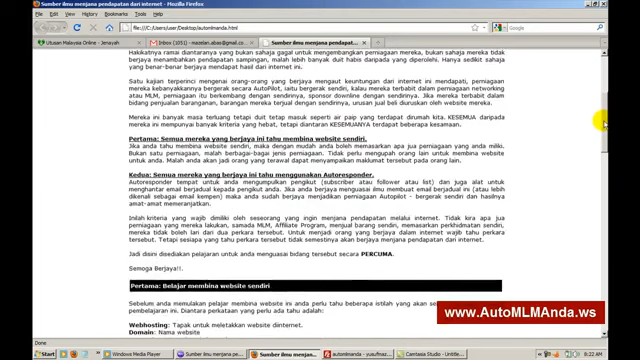 Sumber ilmu menjana pendapatan dari internet - Mozilla Firefox
File Edit View History Bookmarks Tools Help
file:///C:/Users/user/Desktop/automlmanda.html
Google
Utusan Malaysia Online - Jenayah
Gmail - Inbox (1051) - mazelan.abas@gmail.co...
Sumber ilmu menjana pendapat...
Hakikatnya ramai diantaranya yang bukan sahaja gagal untuk mengembangkan perniagaan mereka, bukan sahaja mereka tidak
berjaya menambahkan pendapatan sampingan, malah lebih banyak duit habis daripada yang diperolehi. Hanya sedikit sahaja
yang benar-benar berjaya mendapat hasil dari internet ini.
Satu kajian terperinci mengenai orang-orang yang berjaya mengaut keuntungan dari internet ini mendapati, perniagaan
mereka kebanyakkannya bergerak secara AutoPilot, iaitu bergerak sendiri, kalau mereka terbabit dalam perniagaan networking
atau MLM, perniagaan itu berkembang dengan sendirinya, sponsor downline dengan sendirinya. Jika mereka terbabit dalam
bidang penjualan barangan, barangan mereka terjual dengan sendirinya, urusan jual beli diuruskan oleh website mereka.
Mereka ini banyak masa terluang tetapi duit tetap masuk seperti air paip yang terdapat dirumah kita. KESEMUA daripada
mereka ini mempunyai banyak kriteria yang hebat, tetapi diantaran KESEMUANYA terdapat beberapa kesamaan.
Pertama: Semua mereka yang berjaya ini tahu membina website sendiri.
Jika anda tahu membina website sendiri, maka dengan mudah anda boleh memasarkan apa jua perniagaan yang anda miliki.
Bukan satu perniagaan, malah berbagai-bagai jenis perniagaan. Tidak perlu mengupah orang lain untuk membina website
untuk anda. Malah anda akan jadi orang yang terawal dapat menyampaikan maklumat tersebut pada orang lain.
Kedua: Semua mereka yang berjaya ini tahu menggunakan Autoresponder.
Autoresponder tempat untuk anda mengumpulkan pengikut (subscriber atau follower atau list) dan juga alat untuk
menghantar email berjadual kepada pengikut anda. Jika anda berjaya menguasai ilmu membuat email berjadual ini (atau lebih
dikenali sebagai email kempen) maka anda sudah berjaya menjadikan perniagaan Autopilot - bergerak sendiri dan hasilnya
amat-amat memeranjatkan.
Inilah kriteria yang wajib dimiliki oleh seseorang yang ingin menjana pendapatan melalui internet. Tidak kira apa jua
perniagaan yang mereka lakukan, samada MLM, Affiliate Program, menjual barang sendiri, memasarkan perkhidmatan sendiri,
mereka tidak boleh lari dari dua perkara tersebut. Untuk menjadi orang yang berjaya dalam internet wajib tahu perkara
tersebut. Tetapi sesiapa yang tahu perkara tersebut tidak semestinya akan berjaya menjana pendapatan dari internet.
Jadi disini disediakan pelajaran untuk anda menguasai bidang tersebut secara PERCUMA.
Semoga Berjaya!!.
Pertama: Belajar membina website sendiri
Sebelum anda memulakan pelajar membina website ini anda perlu tahu beberapa istilah yang akan
pembelajaran ini. Diantara perkataan yang perlu ada tahu ialah:
Webhosting: Tapak untuk meletakkan website diinternet.
Domain: Nama website
www.AutoMLMAnda.ws
Done
Start
Windows Media Player
Sumber ilmu menjana pe...
Sumber ilmu menjan...
automlmanda - yusufmaz...
Camtasia Studio - Untitle...
8:22 AM